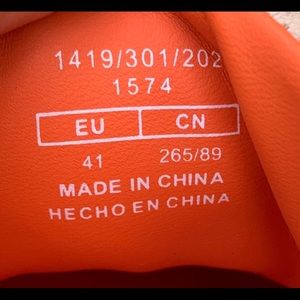 1419/301/202
1574
EU CN
41 265/89
MADE IN CHINA
HECHO EN CHINA